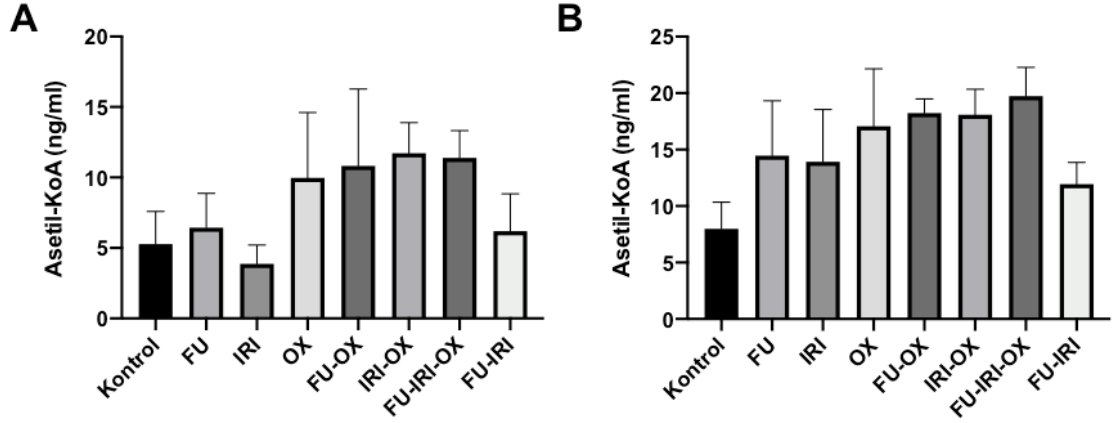 A
Asetil-KoA (ng/ml)
20
15
10
5
0
Kontrol
FU
IRI
OX
FU-OX
IRI-OX
FU-IRI-OX
FU-IRI
B
Asetil-KoA (ng/ml)
25
20
15
10
5
0
Kontrol
FU
IRI
OX
FU-OX
IRI-OX
FU-IRI-OX
FU-IRI